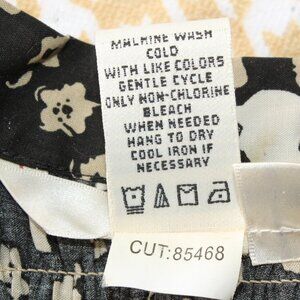 MACHINE WASH
COLD
WITH LIKE COLORS
GENTLE CYCLE
ONLY NON-CHLORINE
BLEACH
WHEN NEEDED
HANG TO DRY
COOL IRON IF
NECESSARY
CUT:85468